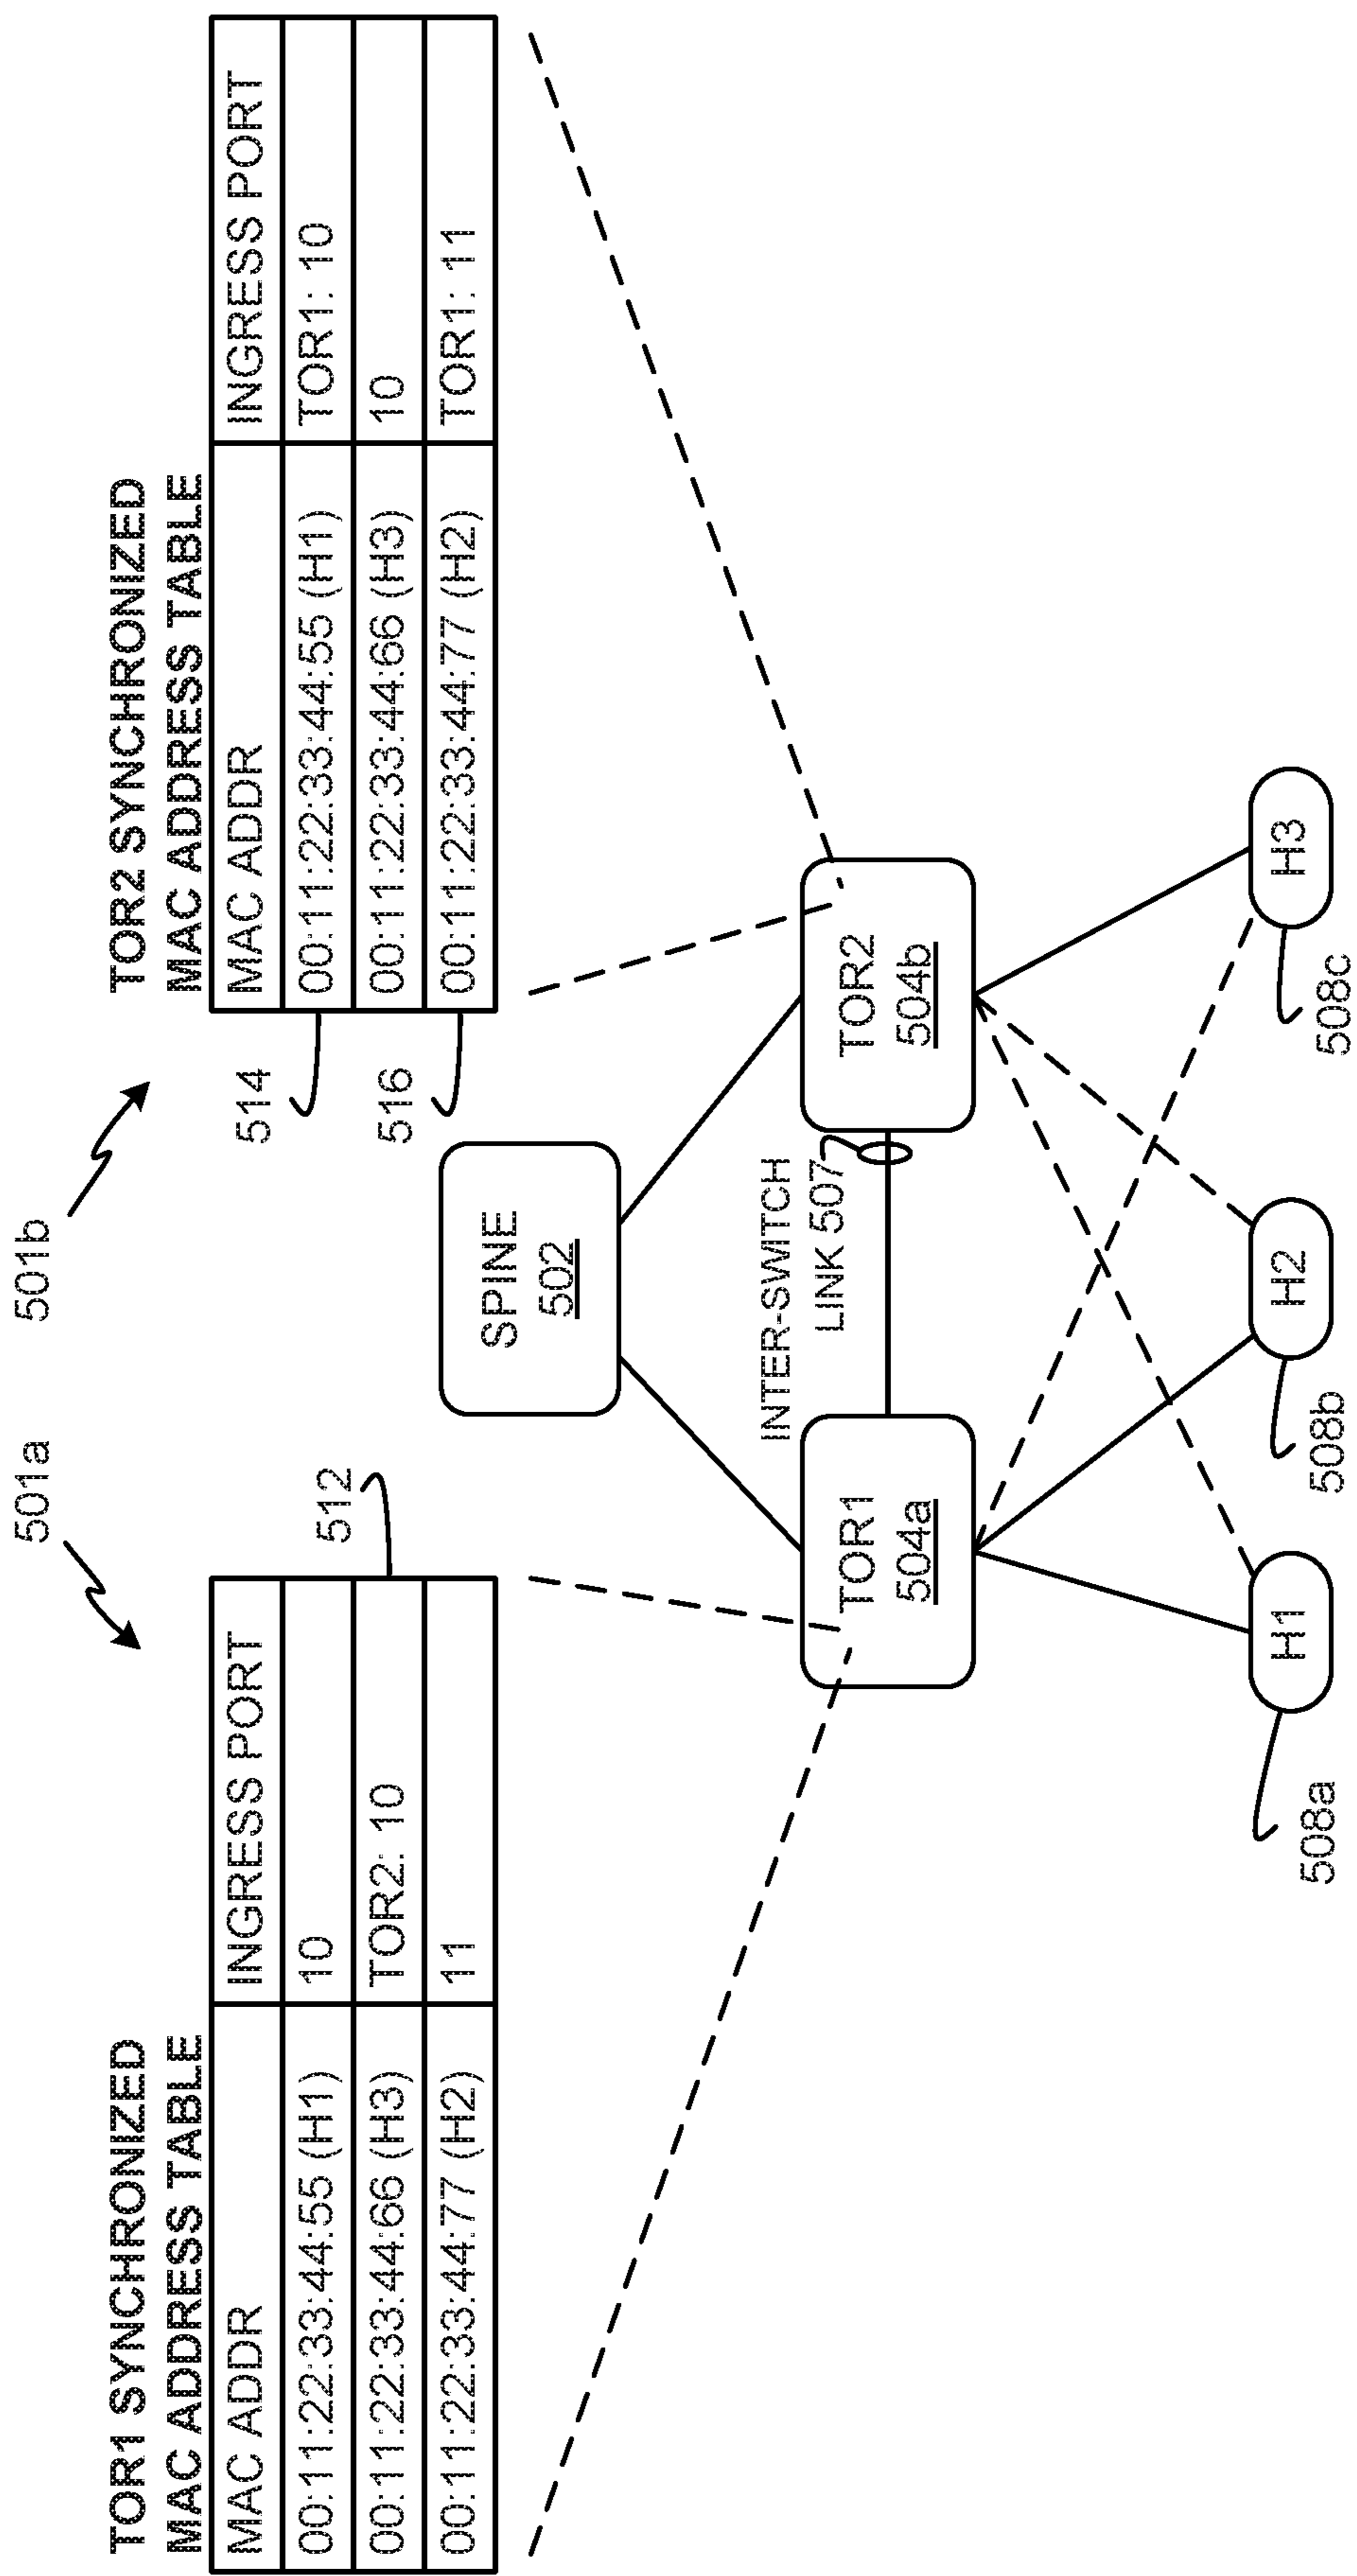 501a
501b
TOR1 SYNCHRONIZED
MAC ADDRESS TABLE
MAC ADDR INGRESS PORT
00:11:22:33:44:55 (H1) 10
00:11:22:33:44:66 (H3) TOR2: 10
00:11:22:33:44:77 (H2) 11
512
TOR2 SYNCHRONIZED
MAC ADDRESS TABLE
MAC ADDR INGRESS PORT
00:11:22:33:44:55 (H1) TOR1: 10
00:11:22:33:44:66 (H3) 10
00:11:22:33:44:77 (H2) TOR1: 11
514
516
SPINE
502
INTER-SWITCH
LINK 507
TOR1
504a
TOR2
504b
H1
H2
H3
508a
508b
508c